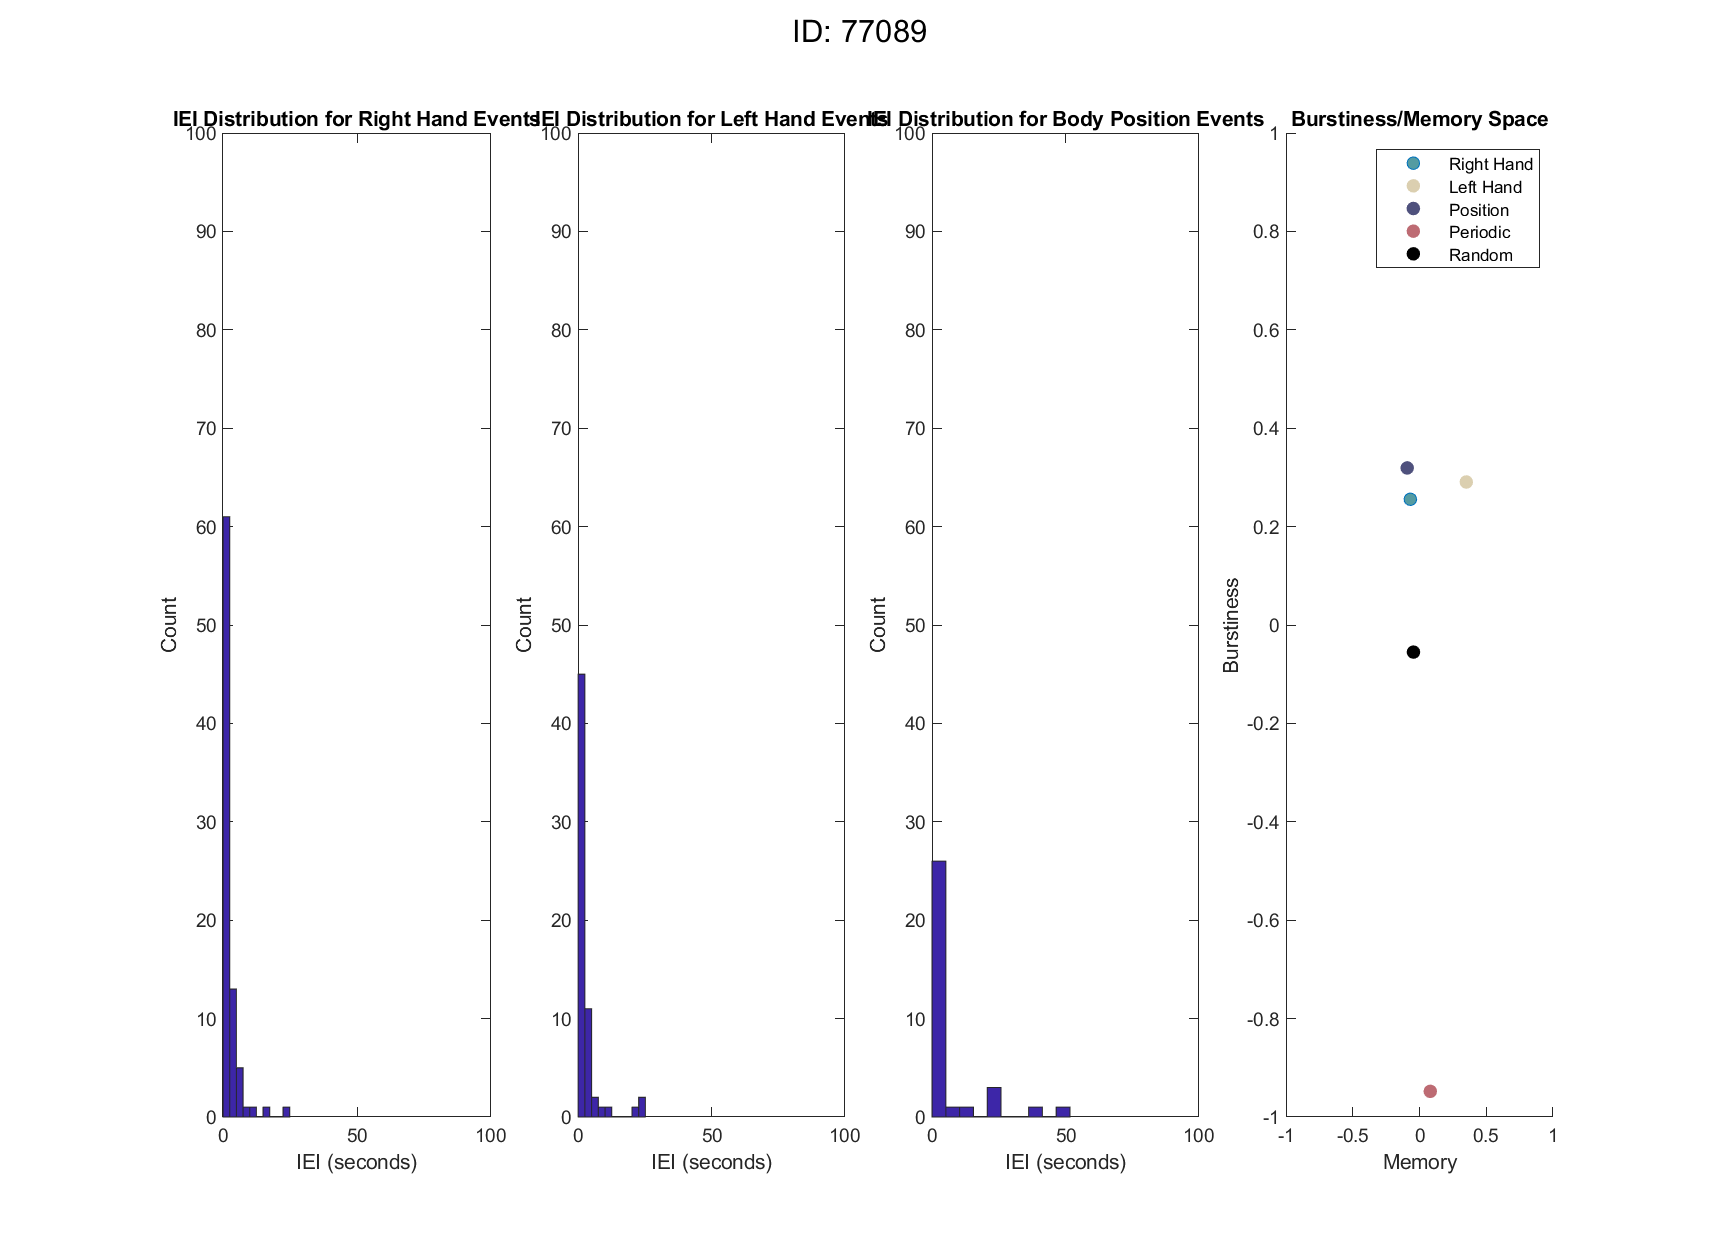 ID: 77089
IEI Distribution for Right Hand Events
100
90
80
70
60
50
40
30
20
10
0
Count
0 50 100
IEI (seconds)
IEI Distribution for Left Hand Events
100
90
80
70
60
50
40
30
20
10
0
Count
0 50 100
IEI (seconds)
IEI Distribution for Body Position Events
100
90
80
70
60
50
40
30
20
10
0
Count
0 50 100
IEI (seconds)
Burstiness/Memory Space
1
0.8
0.6
0.4
0.2
0
-0.2
-0.4
-0.6
-0.8
-1
Burstiness
Right Hand
Left Hand
Position
Periodic
Random
-1 -0.5 0 0.5 1
Memory